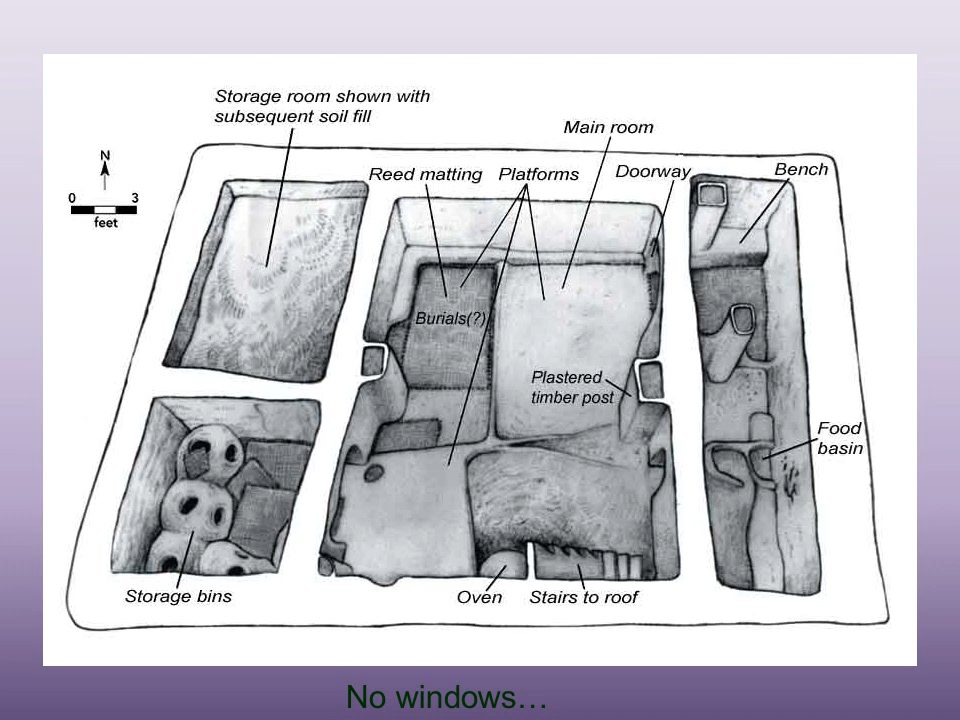 Storage room shown with
subsequent soil fill
Main room
N
Reed matting
Platforms
Doorway
Bench
0 3
feet
Burials(?)
Plastered
timber post
Food
basin
Storage bins
Oven
Stairs to roof
No windows…